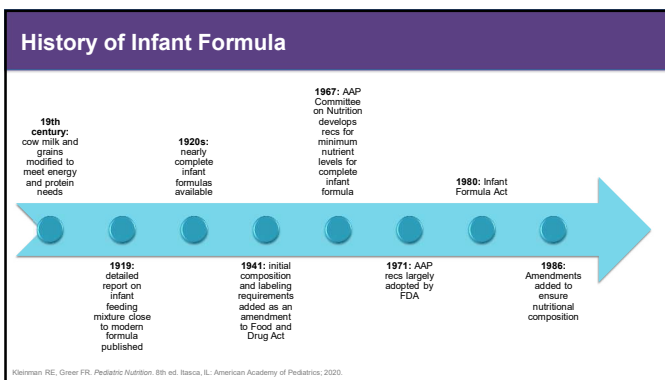 History of Infant Formula
19th
century:
cow milk and
grains
modified to
meet energy
and protein
needs
1919:
detailed
report on
infant
feeding
mixture close
to modern
formula
published
1920s:
nearly
complete
infant
formulas
available
1941: initial
composition
and labeling
requirements
added as an
amendment
to Food and
Drug Act
1967: AAP
Committee
on Nutrition
develops
recs for
minimum
nutrient
levels for
complete
infant
formula
1971: AAP
recs largely
adopted by
FDA
1980: Infant
Formula Act
1986:
Amendments
added to
ensure
nutritional
composition
Kleinman RE, Greer FR. Pediatric Nutrition. 8th ed. Itasca, IL: American Academy of Pediatrics; 2020.